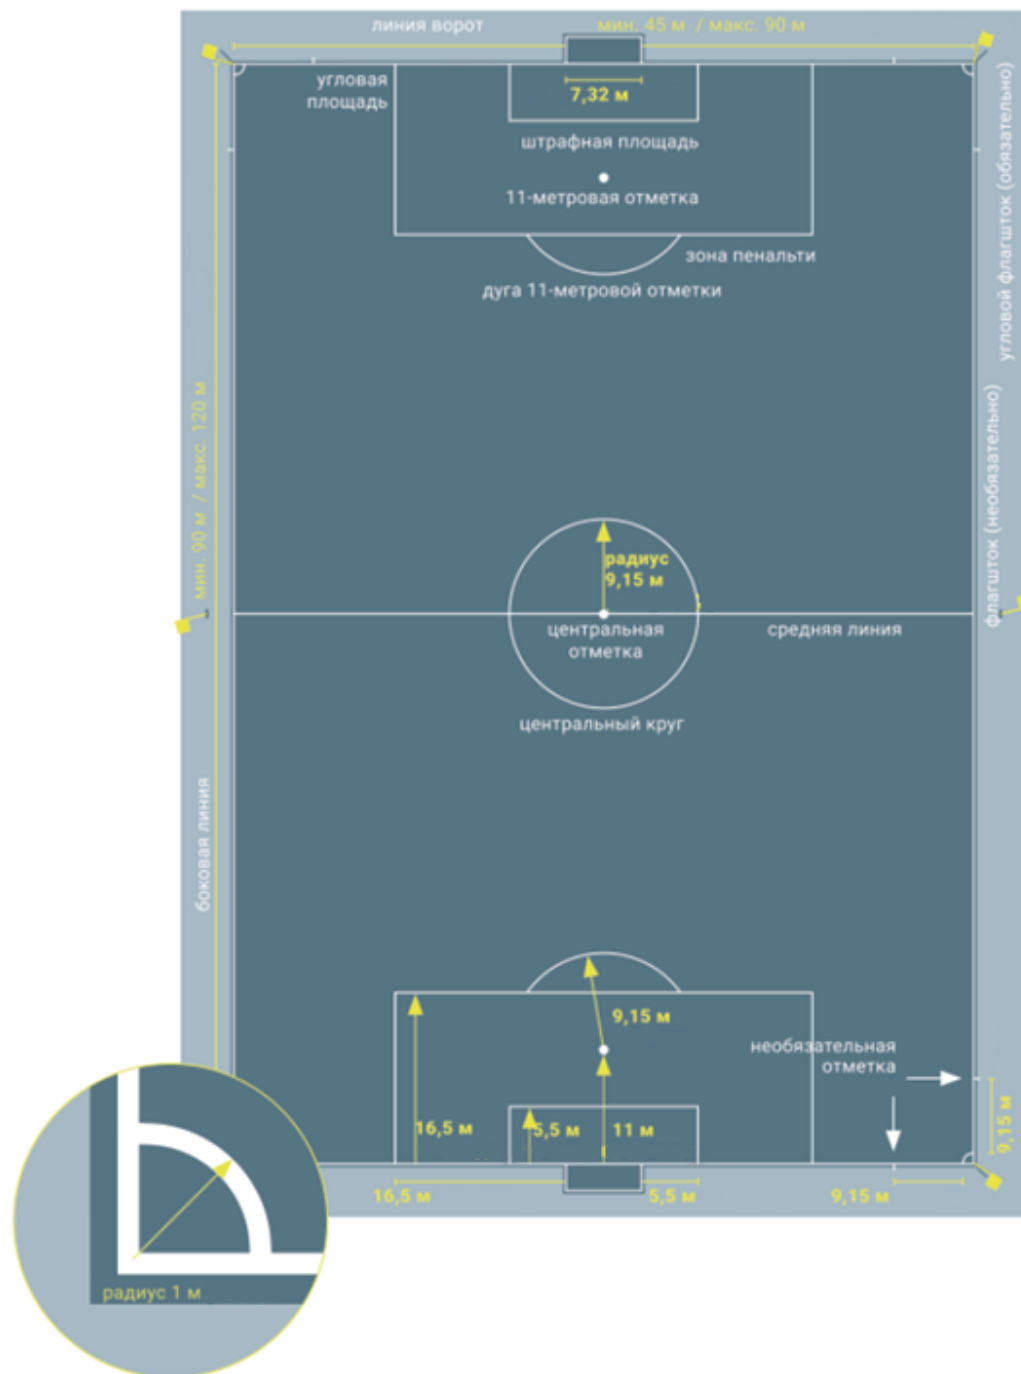 линия ворот
мин. 45 м / макс. 90 м
угловая
площадь
7,32 м
штрафная площадь
11-метровая отметка
зона пенальти
дуга 11-метровой отметки
угловой флагшток (обязательно)
мин. 90 м / макс. 120 м
флагшток (необязательно)
радиус
9,15 м
центральная
отметка
средняя линия
центральный круг
боковая линия
9,15 м
необязательная
отметка
16,5 м
5,5 м
11 м
9,15 м
16,5 м
5,5 м
9,15 м
радиус 1 м